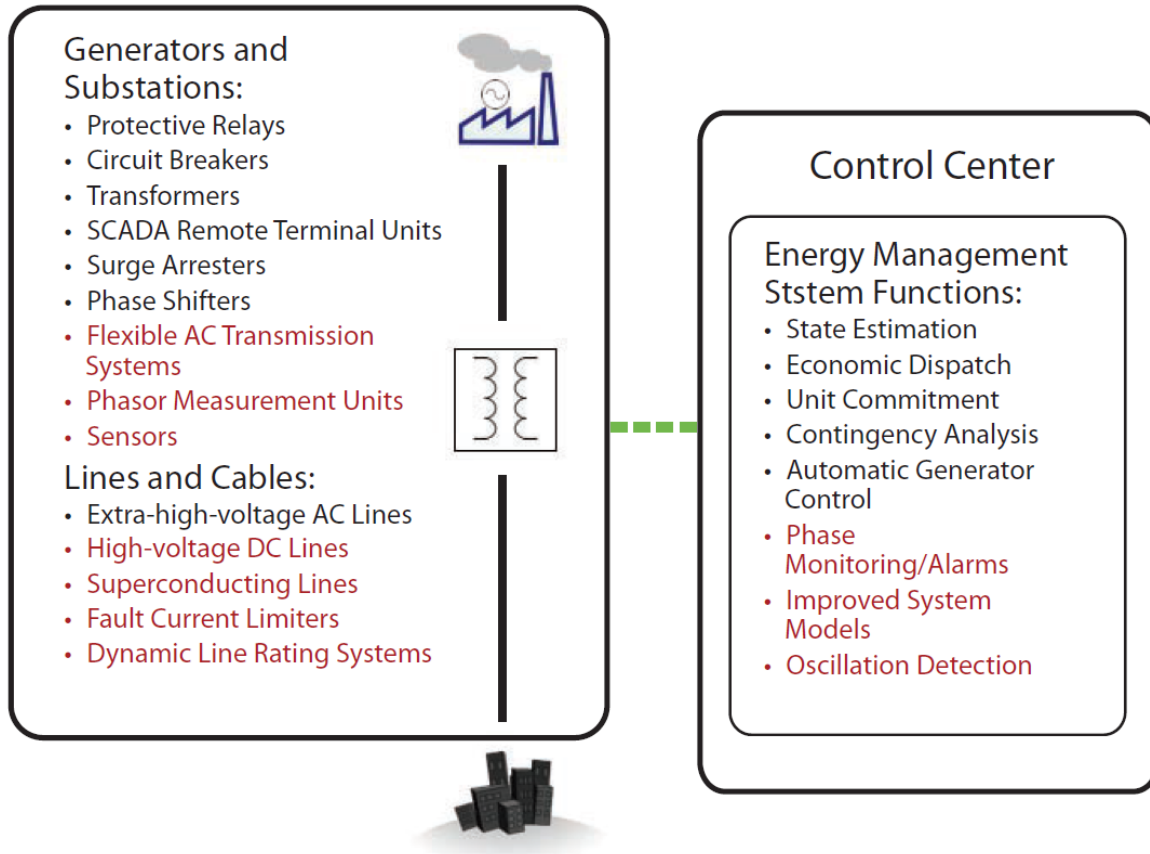 Generators and
Substations:
• Protective Relays
• Circuit Breakers
• Transformers
• SCADA Remote Terminal Units
• Surge Arresters
• Phase Shifters
• Flexible AC Transmission
Systems
• Phasor Measurement Units
• Sensors
Lines and Cables:
• Extra-high-voltage AC Lines
• High-voltage DC Lines
• Superconducting Lines
• Fault Current Limiters
• Dynamic Line Rating Systems
Control Center
Energy Management
Ststem Functions:
• State Estimation
• Economic Dispatch
• Unit Commitment
• Contingency Analysis
• Automatic Generator
Control
• Phase
Monitoring/Alarms
• Improved System
Models
• Oscillation Detection